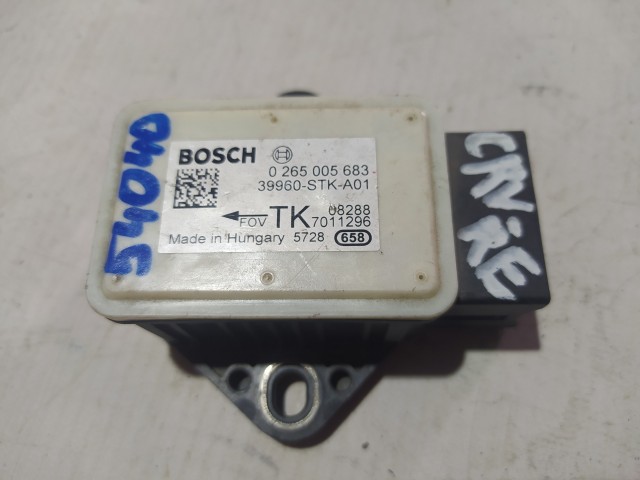 54040
BOSCH
0 265 005 683
39960-STK-A01
FOV TK 08288
7011296
Made in Hungary 5728 658
CRV RE